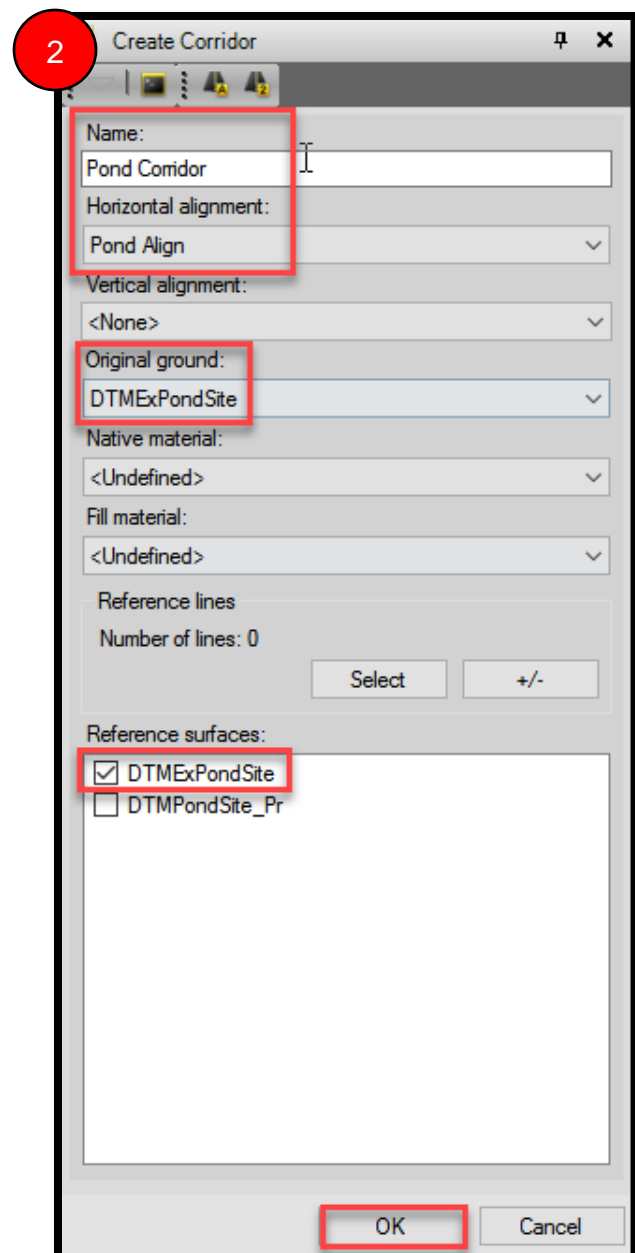 2
Create Corridor
Name:
Pond Corridor
Horizontal alignment:
Pond Align
Vertical alignment:
<None>
Original ground:
DTMExPondSite
Native material:
<Undefined>
Fill material:
<Undefined>
Reference lines
Number of lines: 0
Select +/-
Reference surfaces:
DTMExPondSite
DTMPondSite_Pr
OK Cancel